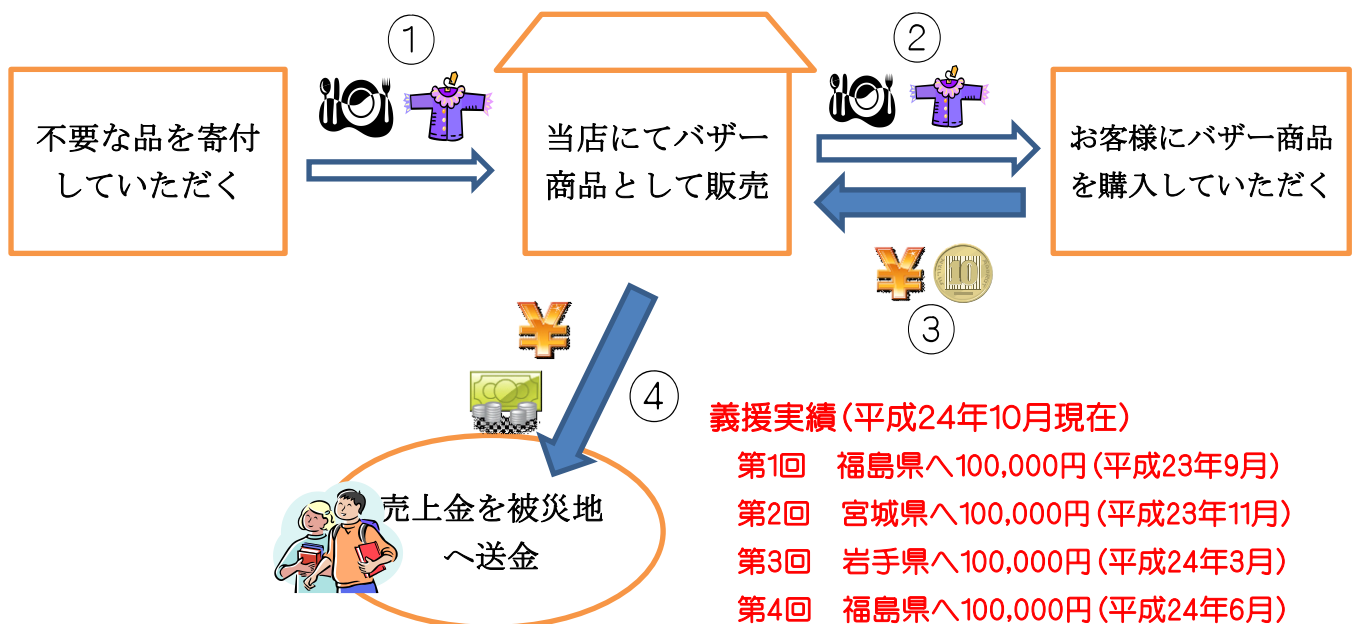 ①
②
不要な品を寄付
していただく
当店にてバザー
商品として販売
お客様にバザー商品
を購入していただく
③
④
売上金を被災地
へ送金
義援実績(平成24年10月現在)
第1回　福島県へ100,000円(平成23年9月)
第2回　宮城県へ100,000円(平成23年11月)
第3回　岩手県へ100,000円(平成24年3月)
第4回　福島県へ100,000円(平成24年6月)
¥
¥
10